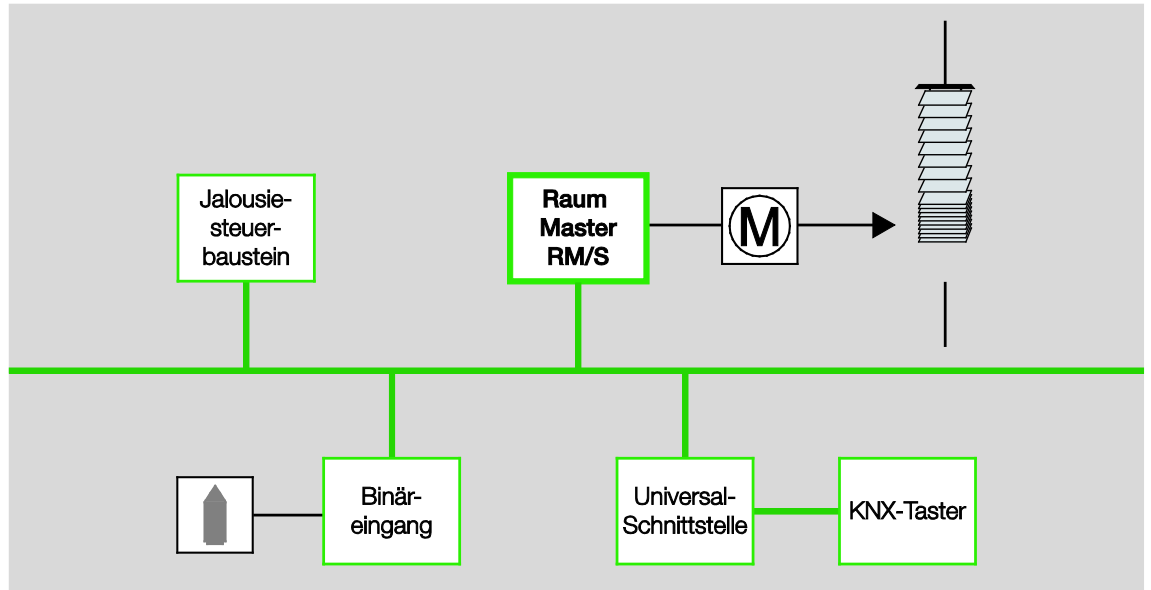 Jalousie-
steuer-
baustein
Raum
Master
RM/S
M
Binär-
eingang
Universal-
Schnittstelle
KNX-Taster